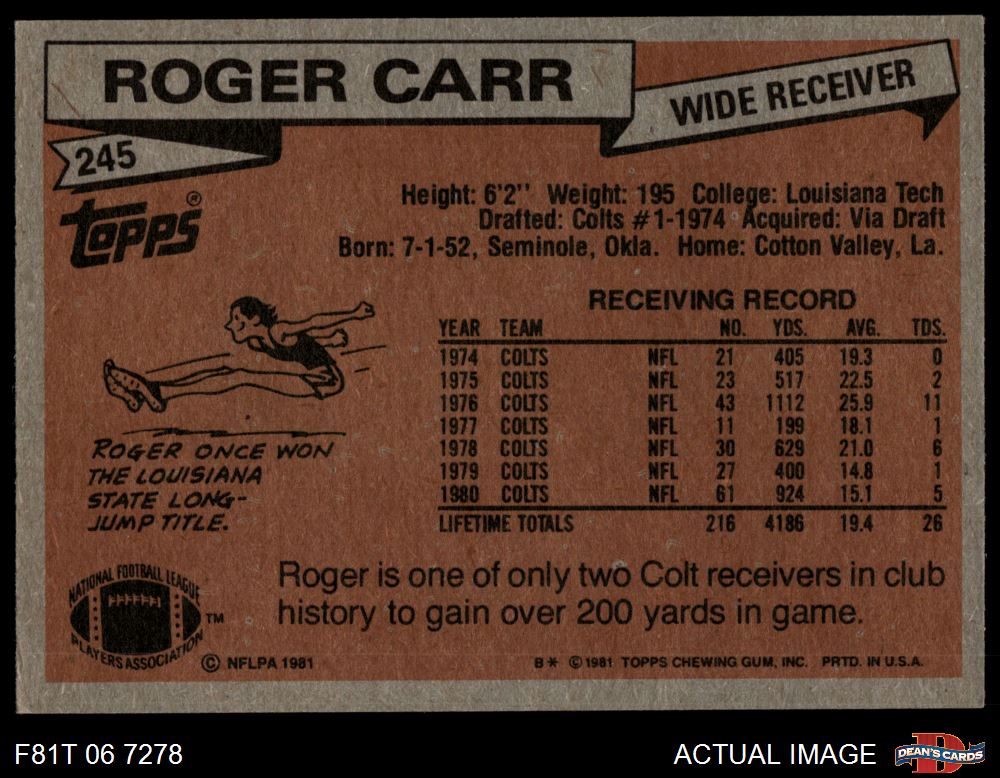 ROGER CARR
WIDE RECEIVER
245
TOPPS ®
Height: 6'2'' Weight: 195 College: Louisiana Tech
Drafted: Colts #1-1974 Acquired: Via Draft
Born: 7-1-52, Seminole, Okla. Home: Cotton Valley, La.
RECEIVING RECORD
YEAR TEAM NO. YDS. AVG. TDS.
1974 COLTS NFL 21 405 19.3 0
1975 COLTS NFL 23 517 22.5 2
1976 COLTS NFL 43 1112 25.9 11
1977 COLTS NFL 11 199 18.1 1
1978 COLTS NFL 30 629 21.0 6
1979 COLTS NFL 27 400 14.8 1
1980 COLTS NFL 61 924 15.1 5
LIFETIME TOTALS 216 4186 19.4 26
ROGER ONCE WON
THE LOUISIANA
STATE LONG-
JUMP TITLE.
Roger is one of only two Colt receivers in club
history to gain over 200 yards in game.
NATIONAL FOOTBALL LEAGUE
PLAYERS ASSOCIATION
TM
© NFLPA 1981
B* © 1981 TOPPS CHEWING GUM, INC. PRTD. IN U.S.A.
F81T 06 7278
ACTUAL IMAGE
D
DEAN'S CARDS